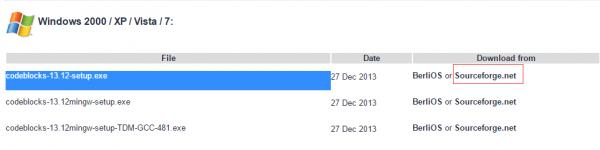 Windows 2000 / XP / Vista / 7:
File Date Download from
codeblocks-13.12-setup.exe 27 Dec 2013 BerliOS or Sourceforge.net
codeblocks-13.12mingw-setup.exe 27 Dec 2013 BerliOS or Sourceforge.net
codeblocks-13.12mingw-setup-TDM-GCC-481.exe 27 Dec 2013 BerliOS or Sourceforge.net